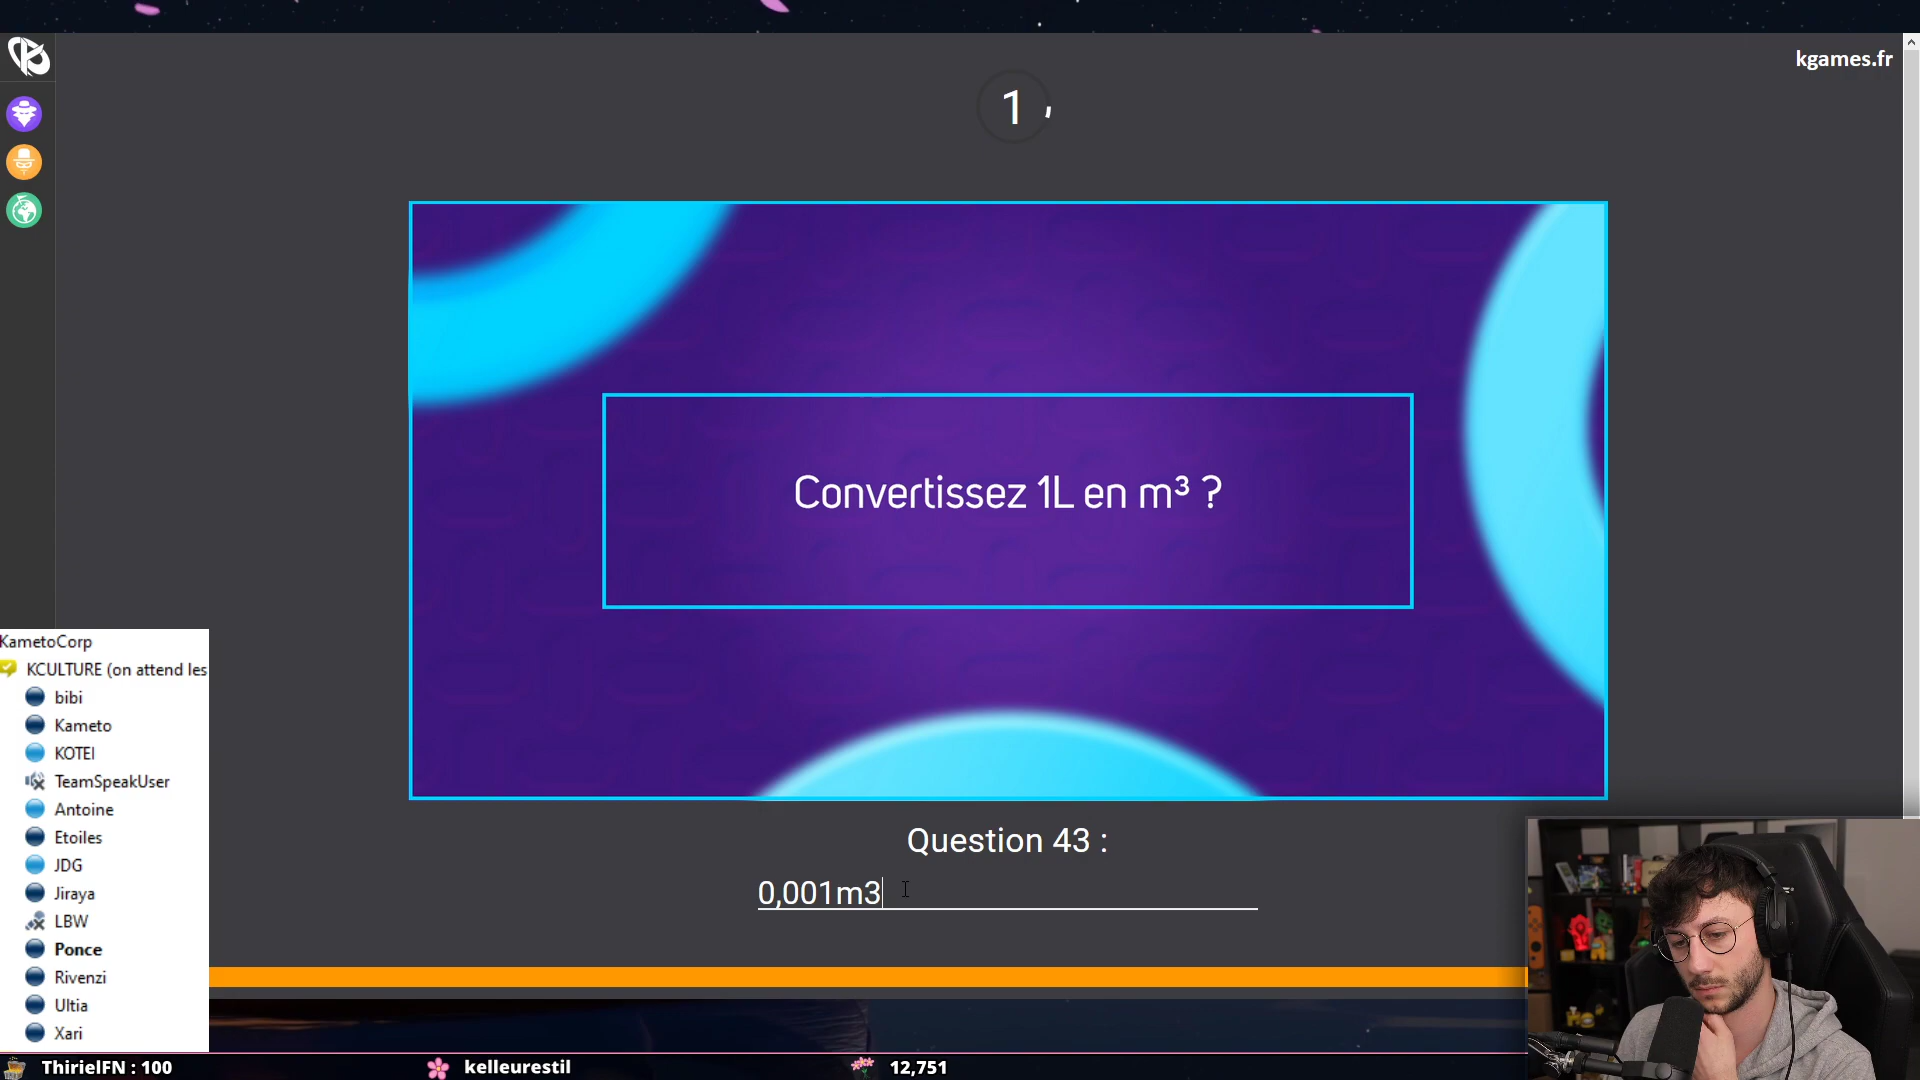 kgames.fr
1
Convertissez 1L en m³ ?
Question 43 :
0,001m3
KametoCorp
KCULTURE (on attend les
bibi
Kameto
KOTEI
TeamSpeakUser
Antoine
Etoiles
JDG
Jiraya
LBW
Ponce
Rivenzi
Ultia
Xari
ThirielFN : 100
kelleurestil
12,751